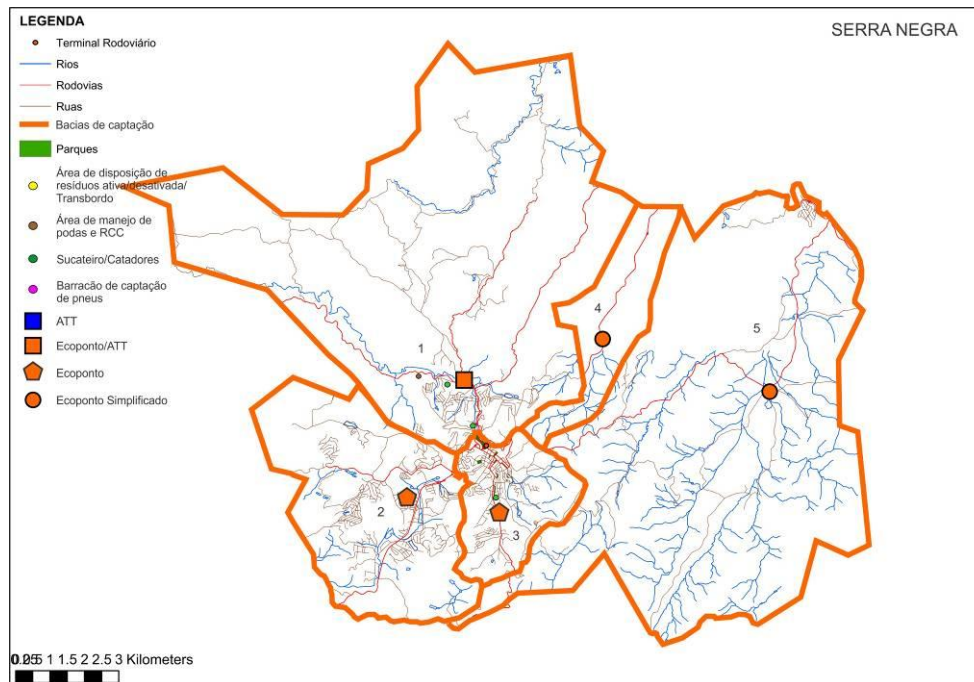 LEGENDA
SERRA NEGRA
Terminal Rodoviário
Rios
Rodovias
Ruas
Bacias de captação
Parques
Área de disposição de
resíduos ativa/desativada/
Transbordo
Área de manejo de
podas e RCC
Sucateiro/Catadores
Barracão de captação
de pneus
ATT
Ecoponto/ATT
Ecoponto
Ecoponto Simplificado
1
4
5
2
3
1 1.5 2 2.5 3 Kilometers